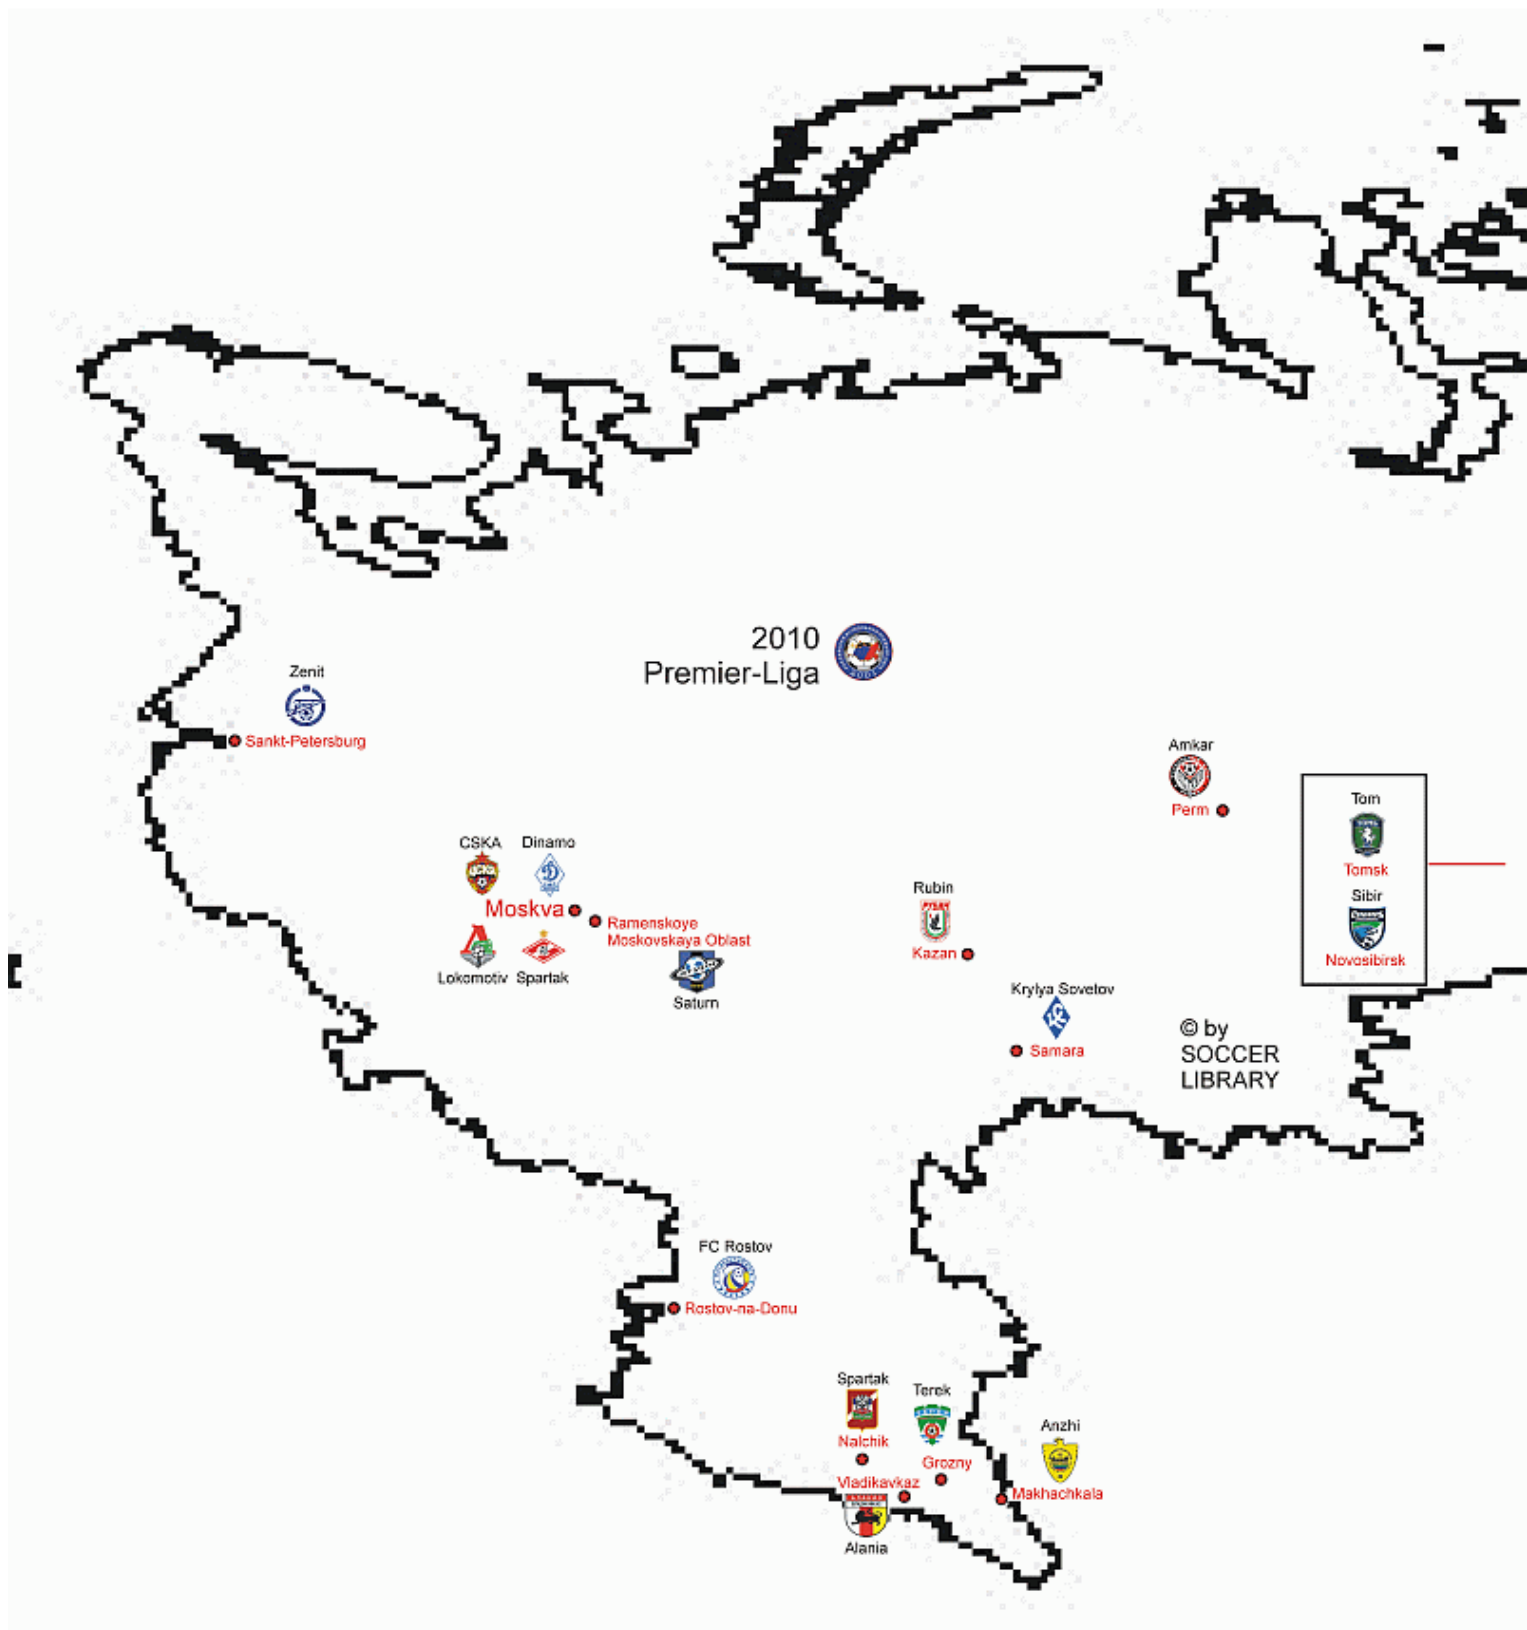 2010
Premier-Liga
Zenit
Sankt-Petersburg
Amkar
Perm
Tom
Tomsk
Sibir
Novosibirsk
CSKA Dinamo
Moskva
Ramenskoye
Moskovskaya Oblast
Lokomotiv Spartak
Saturn
Rubin
Kazan
Krylya Sovetov
Samara
© by
SOCCER
LIBRARY
FC Rostov
Rostov-na-Donu
Spartak
Nalchik
Terek
Grozny
Vladikavkaz
Alania
Anzhi
Makhachkala